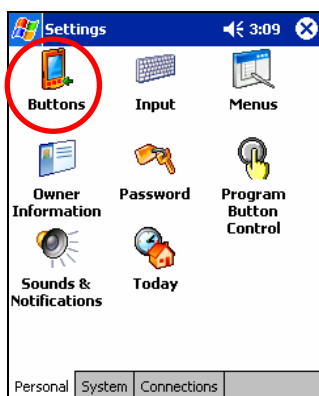 Settings 3:09
Buttons Input Menus
Owner Information Password Program Button Control
Sounds & Notifications Today
Personal System Connections